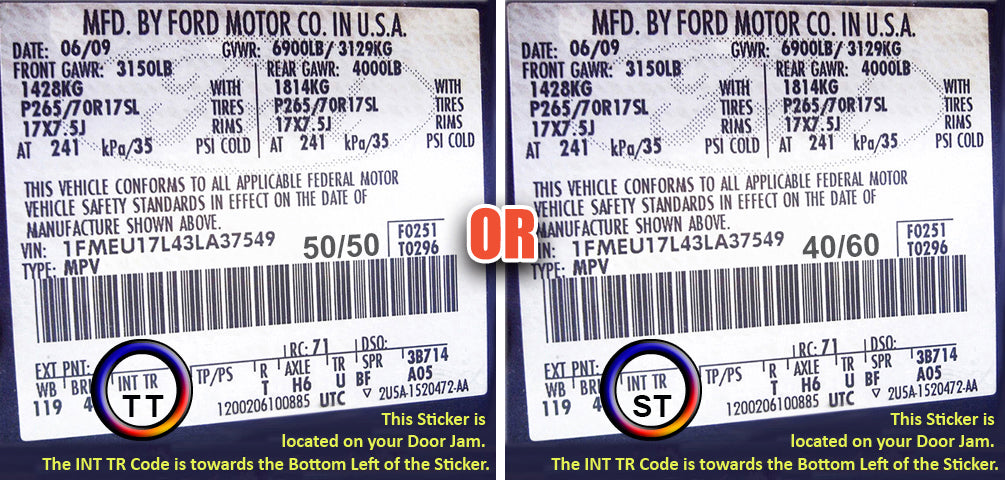 MFD. BY FORD MOTOR CO. IN U.S.A.
DATE: 06/09 GVWR: 6900LB/ 3129KG
FRONT GAWR: 3150LB REAR GAWR: 4000LB
1428KG WITH 1814KG WITH
P265/70R17SL TIRES P265/70R17SL TIRES
17X7.5J RIMS 17X7.5J RIMS
AT 241 kPa/35 PSI COLD AT 241 kPa/35 PSI COLD
THIS VEHICLE CONFORMS TO ALL APPLICABLE FEDERAL MOTOR
VEHICLE SAFETY STANDARDS IN EFFECT ON THE DATE OF
MANUFACTURE SHOWN ABOVE.
VIN: 1FMEU17L43LA37549 50/50 F0251
TYPE: MPV T0296
EXT PNT: RC: 71 DSO:
WB INT TR TP/PS R AXLE TR SPR 3B714
119 4 TT T H6 U BF A05
1200206100885 UTC ▽ 2U5A-1520472-AA
This Sticker is
located on your Door Jam.
The INT TR Code is towards the Bottom Left of the Sticker.
OR
MFD. BY FORD MOTOR CO. IN U.S.A.
DATE: 06/09 GVWR: 6900LB/ 3129KG
FRONT GAWR: 3150LB REAR GAWR: 4000LB
1428KG WITH 1814KG WITH
P265/70R17SL TIRES P265/70R17SL TIRES
17X7.5J RIMS 17X7.5J RIMS
AT 241 kPa/35 PSI COLD AT 241 kPa/35 PSI COLD
THIS VEHICLE CONFORMS TO ALL APPLICABLE FEDERAL MOTOR
VEHICLE SAFETY STANDARDS IN EFFECT ON THE DATE OF
MANUFACTURE SHOWN ABOVE.
VIN: 1FMEU17L43LA37549 40/60 F0251
TYPE: MPV T0296
EXT PNT: RC: 71 DSO:
WB INT TR TP/PS R AXLE TR SPR 3B714
119 4 ST T H6 U BF A05
1200206100885 UTC ▽ 2U5A-1520472-AA
This Sticker is
located on your Door Jam.
The INT TR Code is towards the Bottom Left of the Sticker.